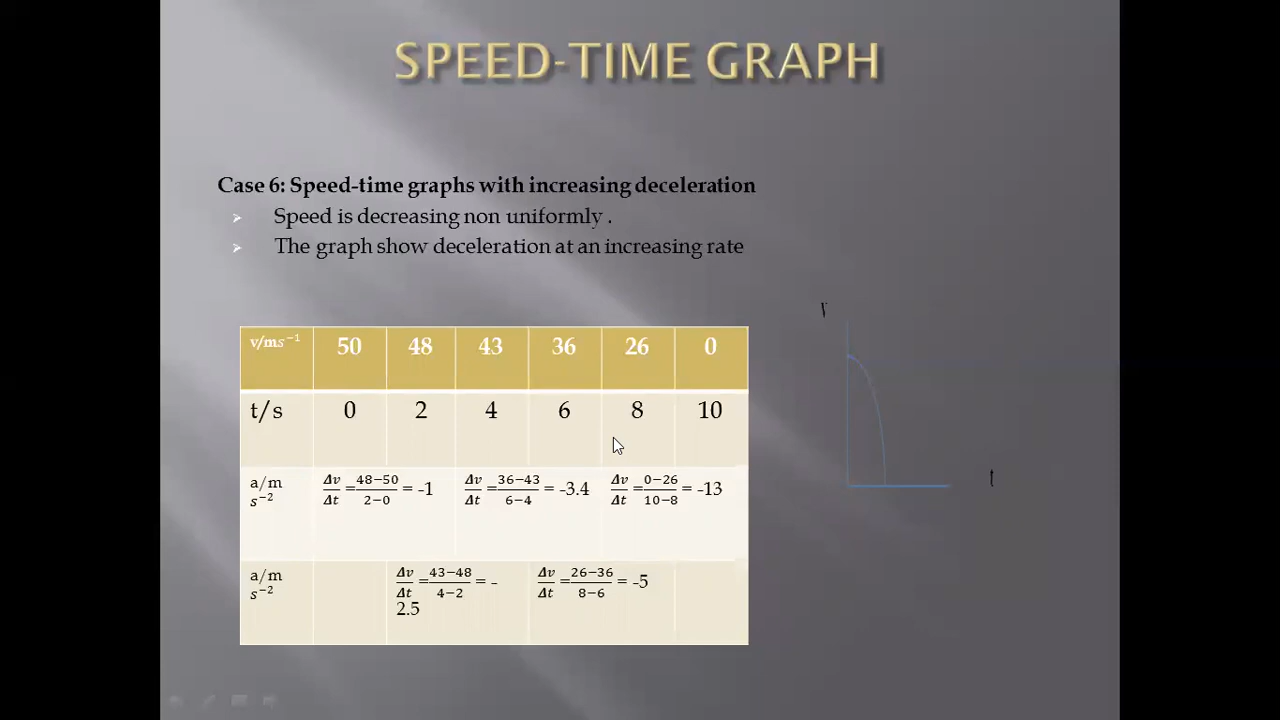 SPEED-TIME GRAPH
Case 6: Speed-time graphs with increasing deceleration
Speed is decreasing non uniformly .
The graph show deceleration at an increasing rate
v
v/ms⁻¹ 50 48 43 36 26 0
t/s 0 2 4 6 8 10
t
a/m s⁻² Δv/Δt =48−50/2−0 = -1 Δv/Δt =36−43/6−4 = -3.4 Δv/Δt =0−26/10−8 = -13
a/m s⁻² Δv/Δt =43−48/4−2 = -2.5 Δv/Δt =26−36/8−6 = -5